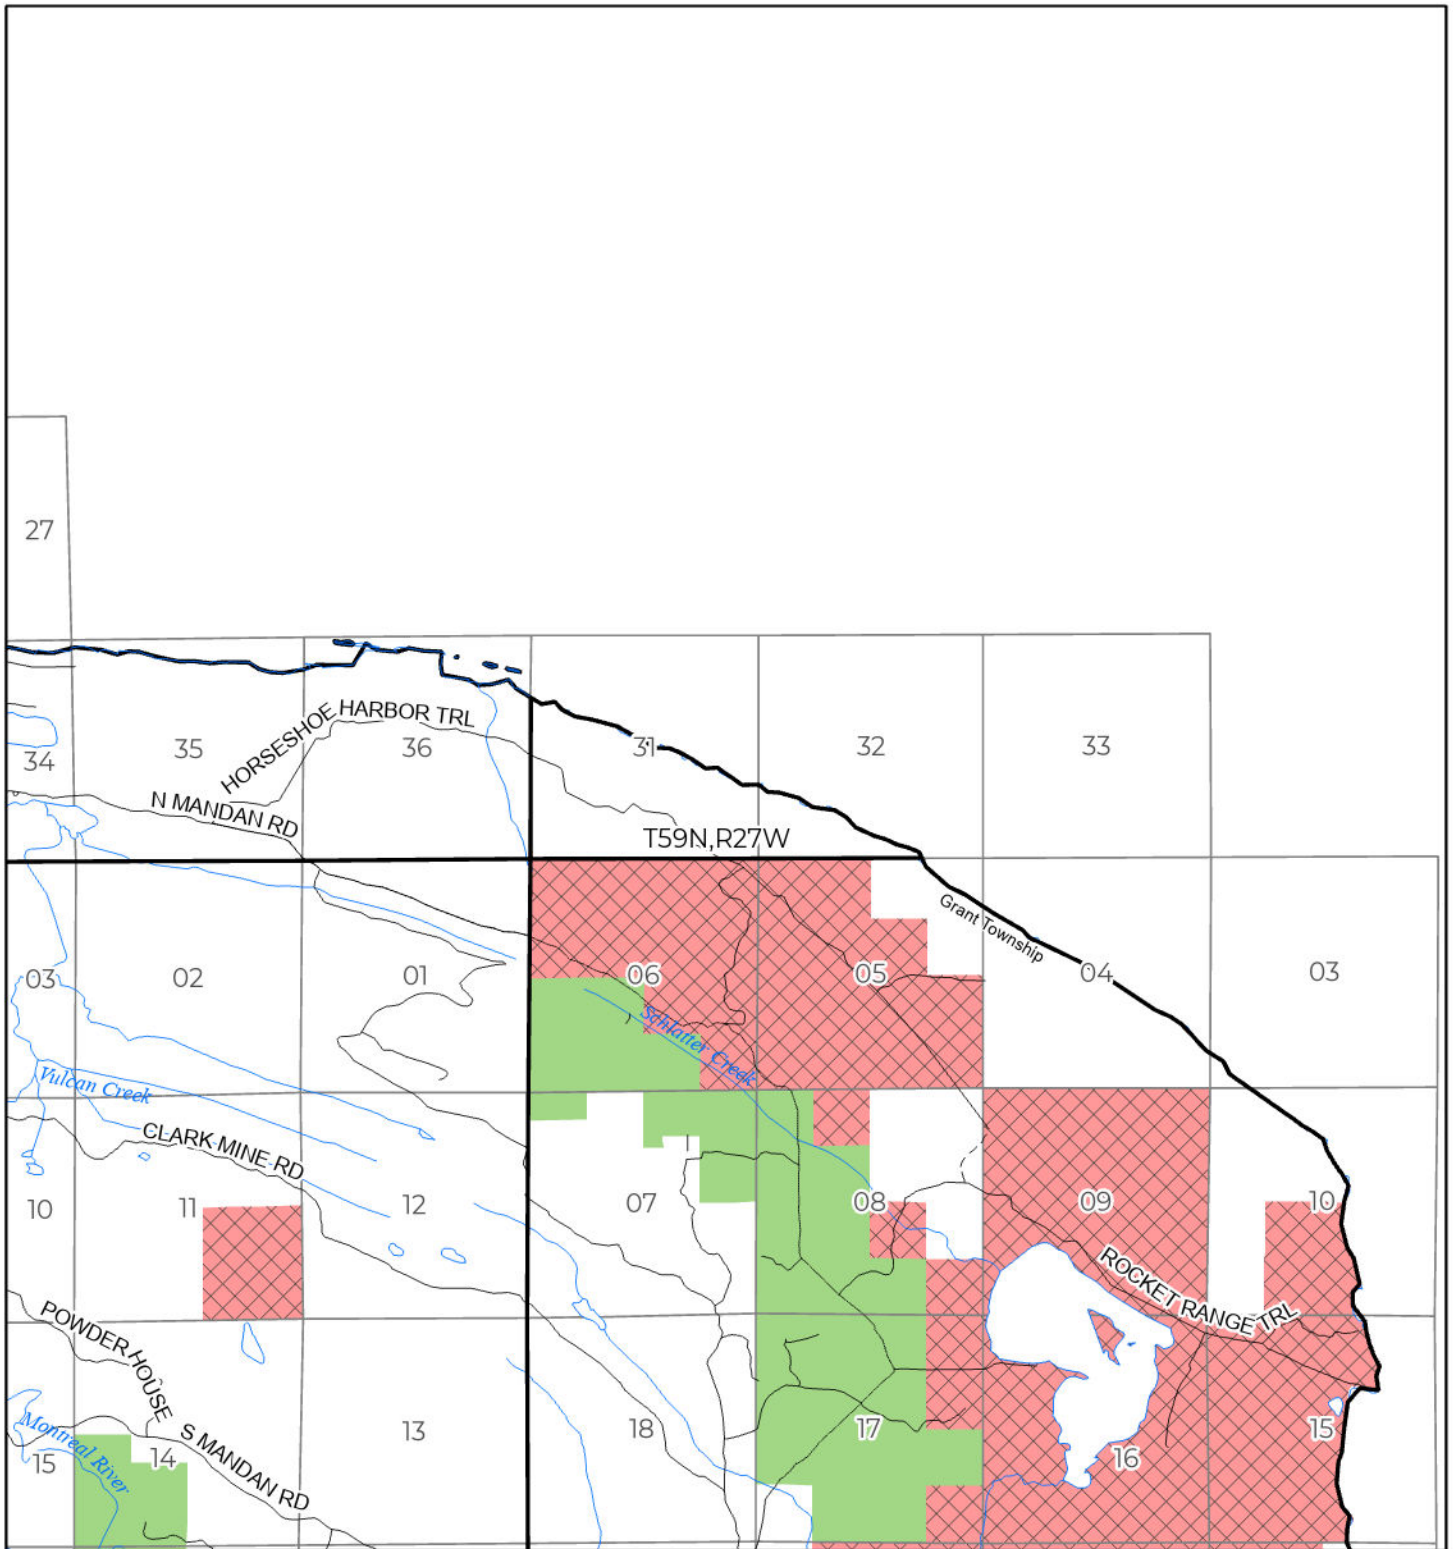 27
HORSESHOE HARBOR TRL
34
35
36
31
32
33
N MANDAN RD
T59N,R27W
Grant Township
03
02
01
06
05
04
03
Schlatter Creek
Vulcan Creek
CLARK MINE RD
10
11
12
07
08
09
10
ROCKET RANGE TRL
POWDER HOUSE
S MANDAN RD
Montreal River
15
14
13
18
17
16
15